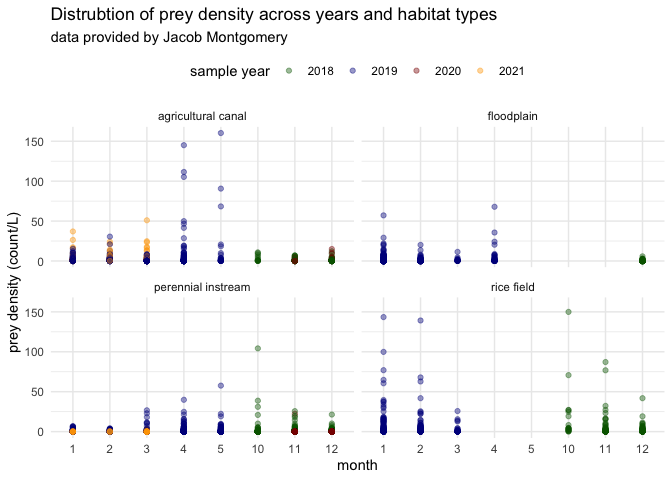 Distrubtion of prey density across years and habitat types
data provided by Jacob Montgomery
sample year 2018 2019 2020 2021
agricultural canal floodplain
150
100
50
0
perennial instream rice field
150
100
50
0
prey density (count/L)
1 2 3 4 5 10 11 12 1 2 3 4 5 10 11 12
month